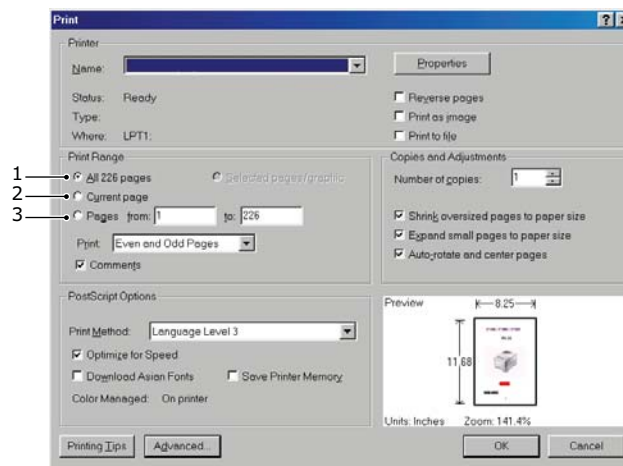 Print
Printer
Name:
Properties
Status: Ready
Type:
Where: LPT1:
Reverse pages
Print as image
Print to file
Print Range
1 All 226 pages
Selected pages/graphic
2 Current page
3 Pages from: 1 to: 226
Print: Even and Odd Pages
Comments
Copies and Adjustments
Number of copies: 1
Shrink oversized pages to paper size
Expand small pages to paper size
Auto-rotate and center pages
PostScript Options
Print Method: Language Level 3
Optimize for Speed
Download Asian Fonts
Save Printer Memory
Color Managed: On printer
Preview
8.25
11.68
Units: Inches Zoom: 141.4%
Printing Tips
Advanced...
OK
Cancel